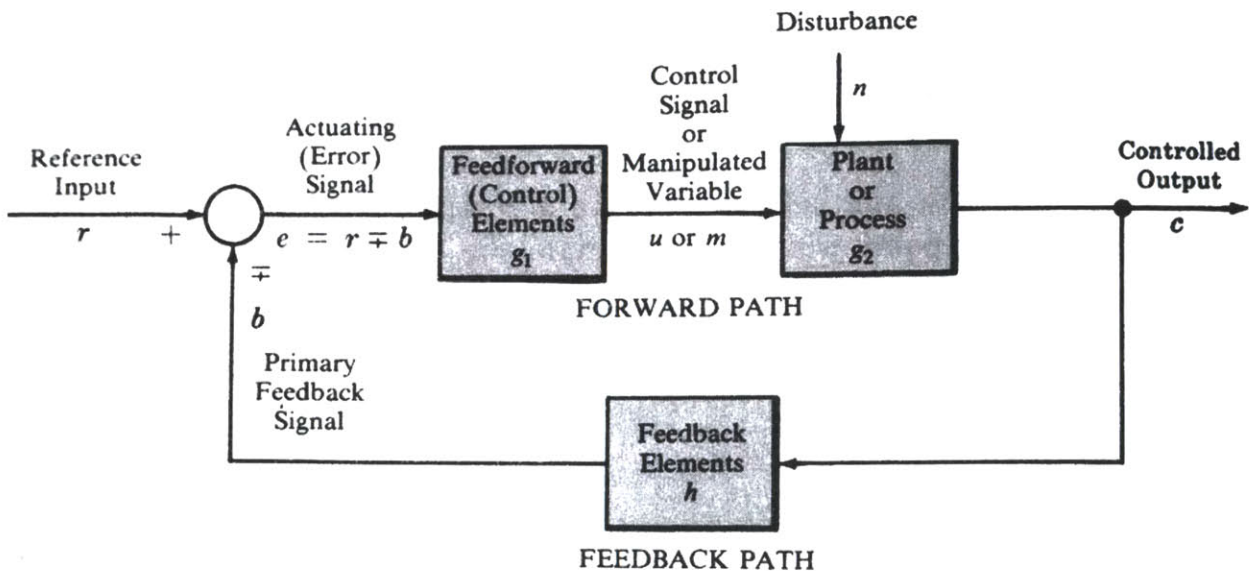 Disturbance
n
Control
Signal
or
Manipulated
Variable
u or m
Reference
Input
r
+
Actuating
(Error)
Signal
e = r ∓ b
Feedforward
(Control)
Elements
g₁
Plant
or
Process
g₂
Controlled
Output
c
∓
b
FORWARD PATH
Primary
Feedback
Signal
Feedback
Elements
h
FEEDBACK PATH